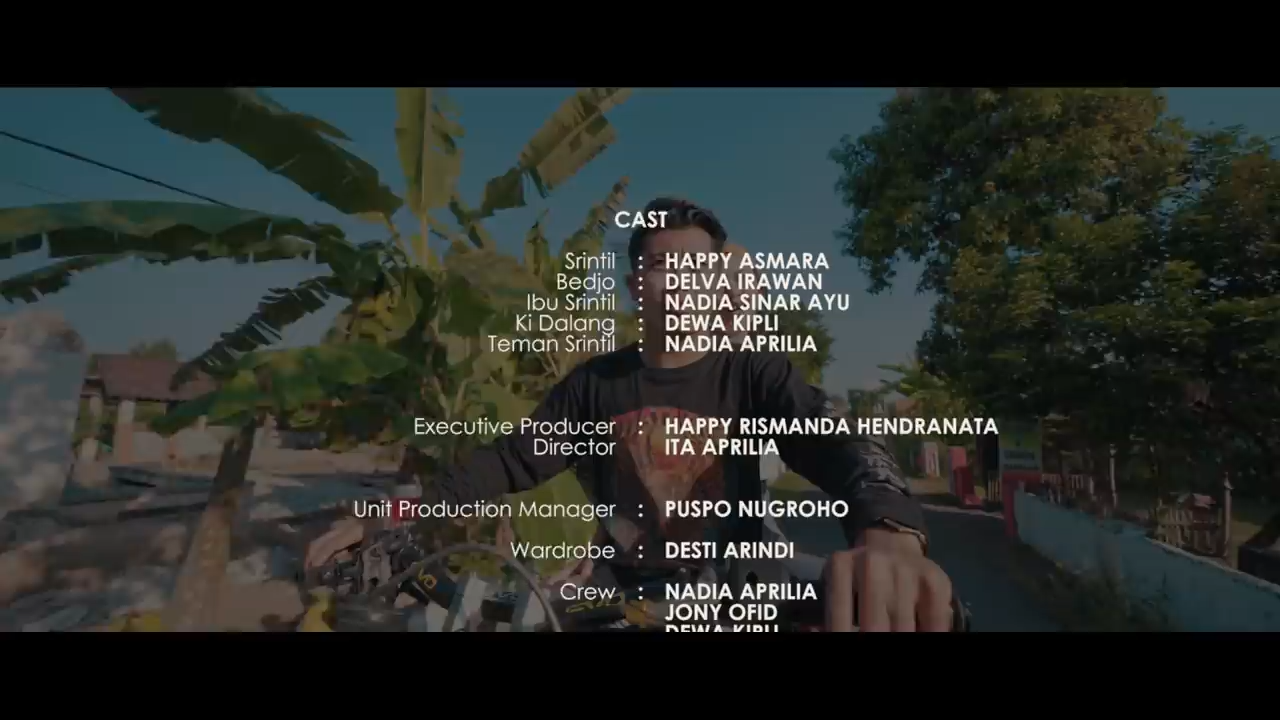 CAST
Srintil : HAPPY ASMARA
Bedjo : DELVA IRAWAN
Ibu Srintil : NADIA SINAR AYU
Ki Dalang : DEWA KIPLI
Teman Srintil : NADIA APRILIA
Executive Producer : HAPPY RISMANDA HENDRANATA
Director : ITA APRILIA
Unit Production Manager : PUSPO NUGROHO
Wardrobe : DESTI ARINDI
Crew : NADIA APRILIA
JONY OFID
DEWA KIPLI